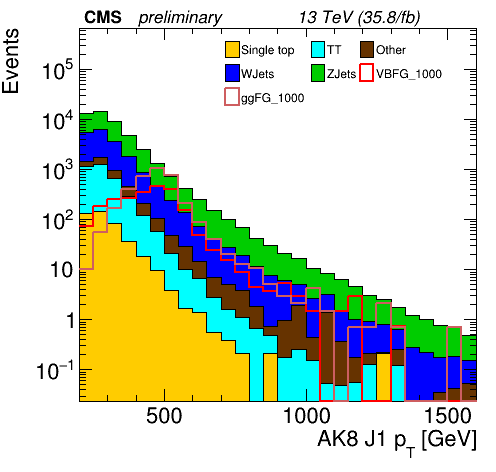 CMS preliminary 13 TeV (35.8/fb)
Events
Single top TT Other
WJets ZJets VBFG_1000
ggFG_1000
10^5
10^4
10^3
10^2
10
1
10^-1
500 1000 1500
AK8 J1 p_T [GeV]